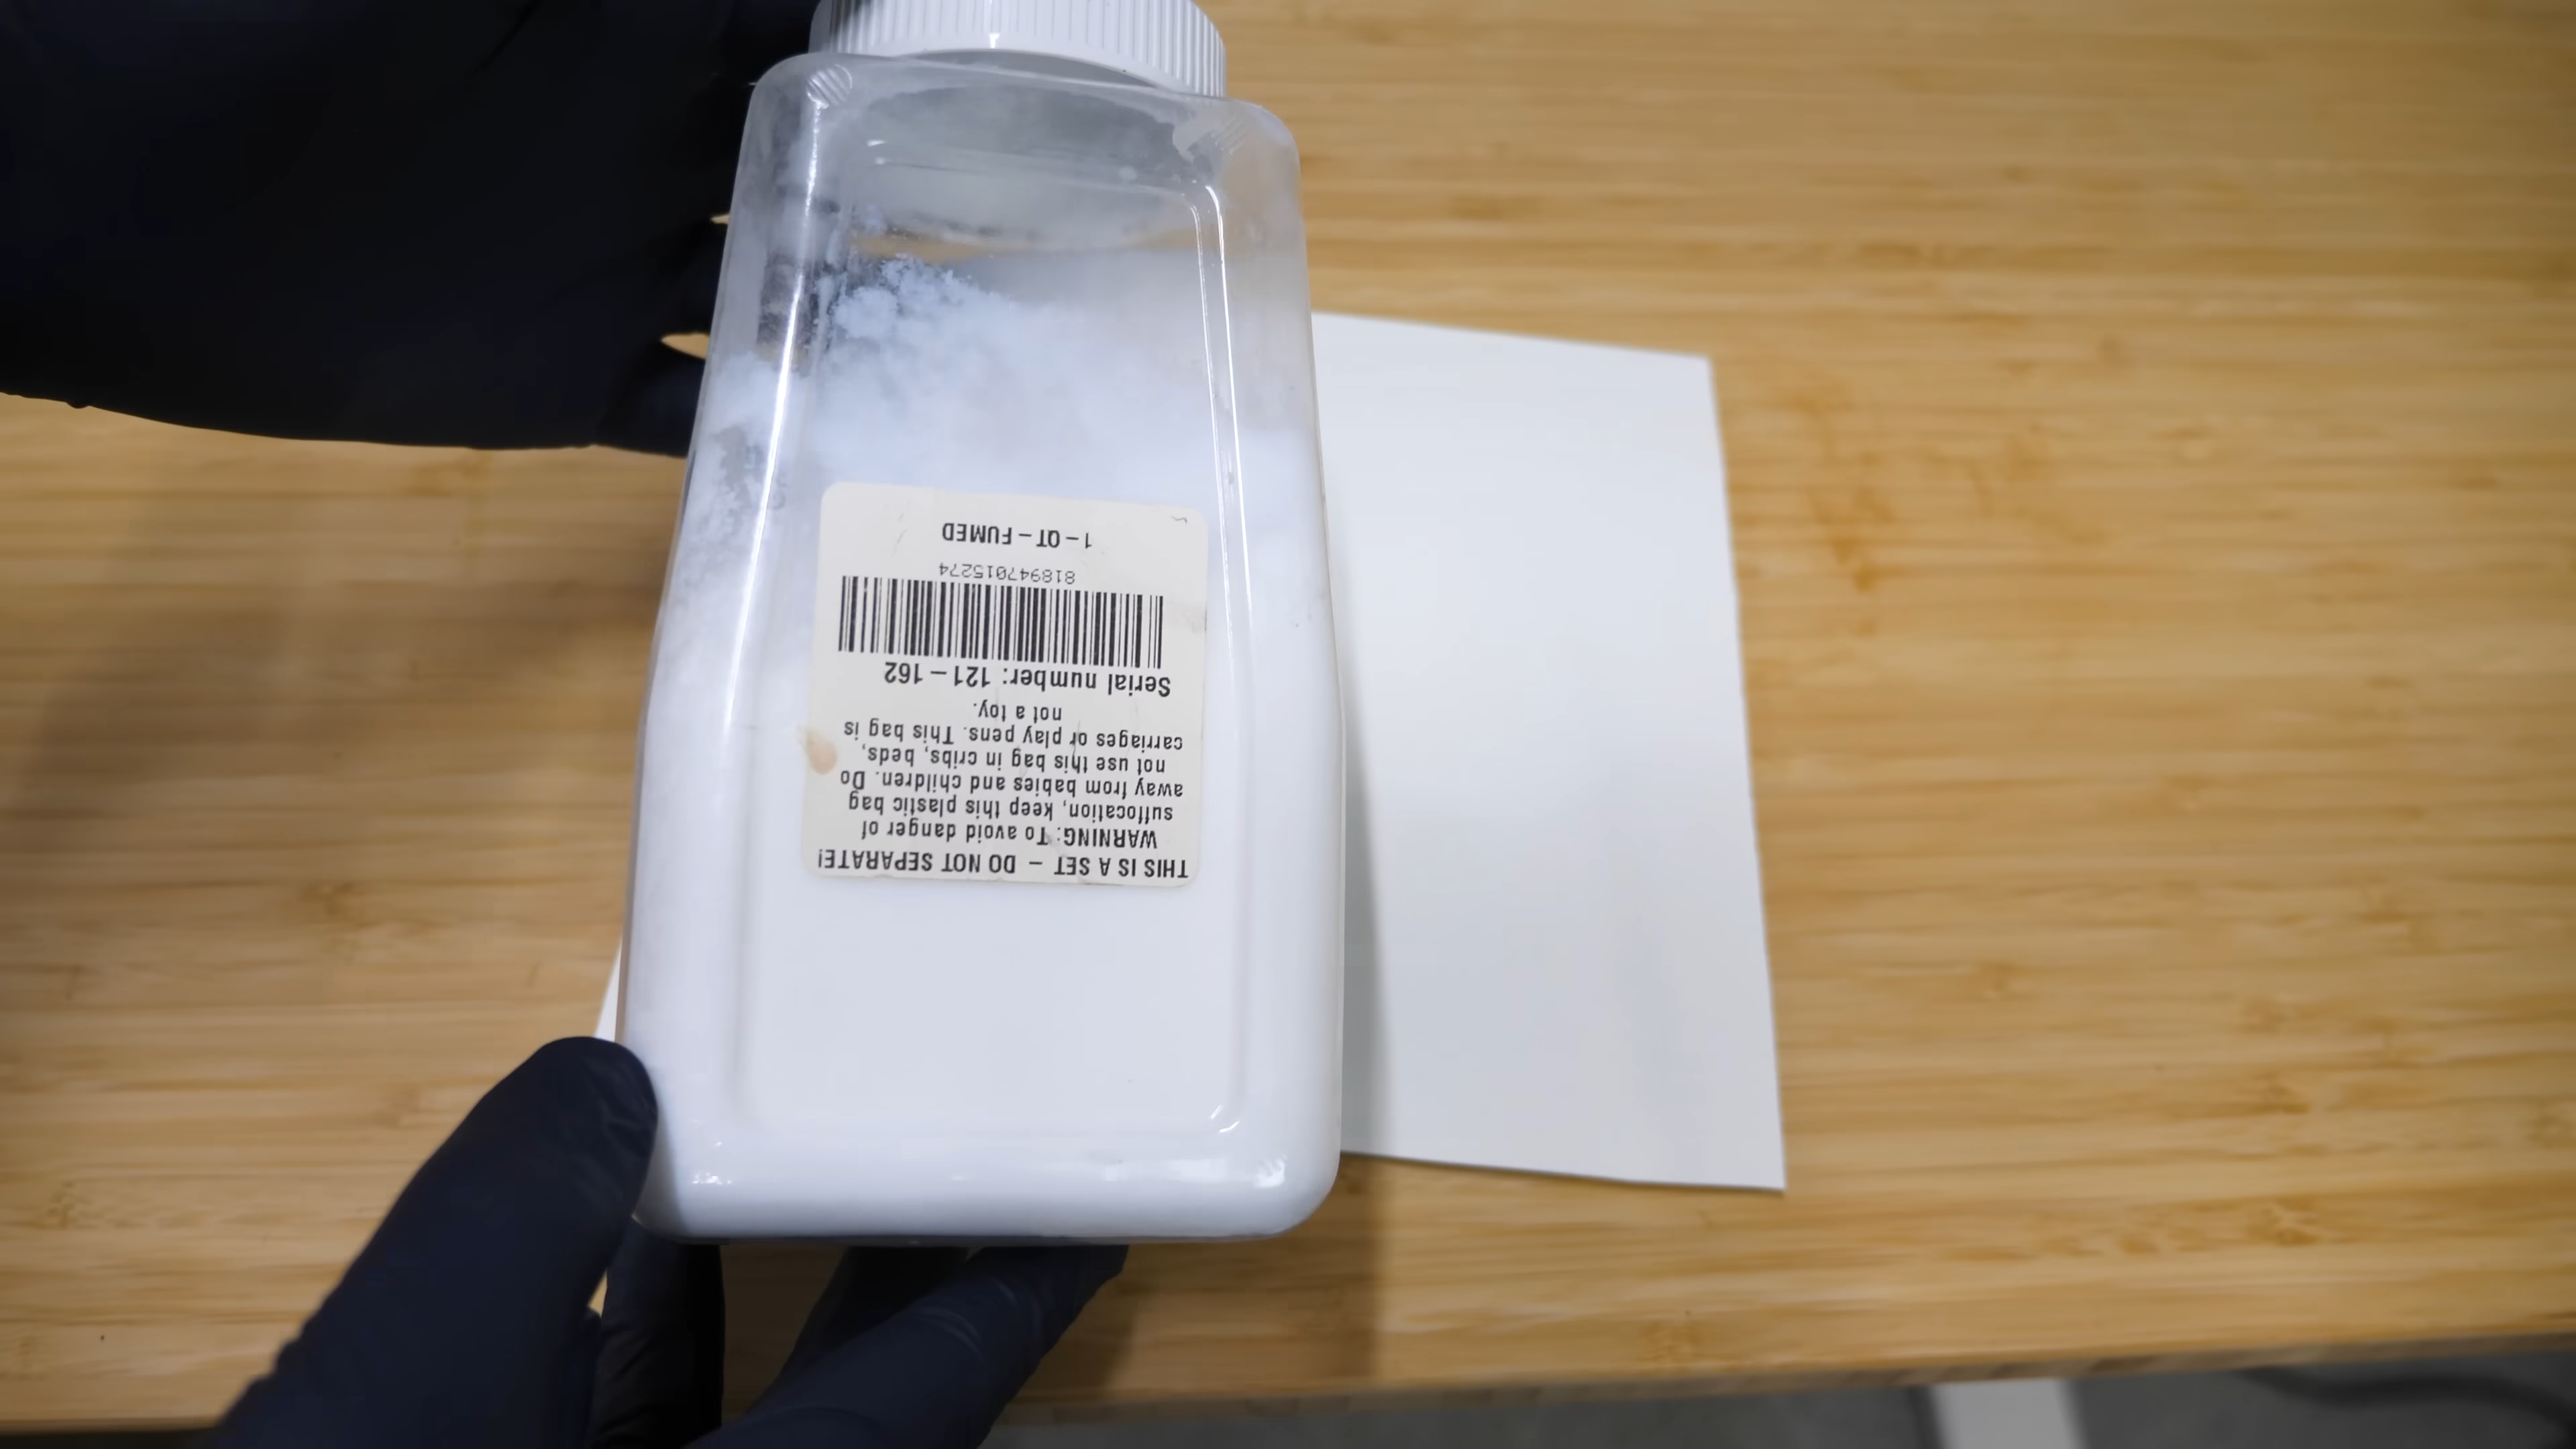 THIS IS A SET – DO NOT SEPARATE!
WARNING: To avoid danger of
suffocation, keep this plastic bag
away from babies and children. Do
not use this bag in cribs, beds,
carriages or play pens. This bag is
not a toy.
Serial number: 121 – 162
818947015274
1 – QT – FUMED